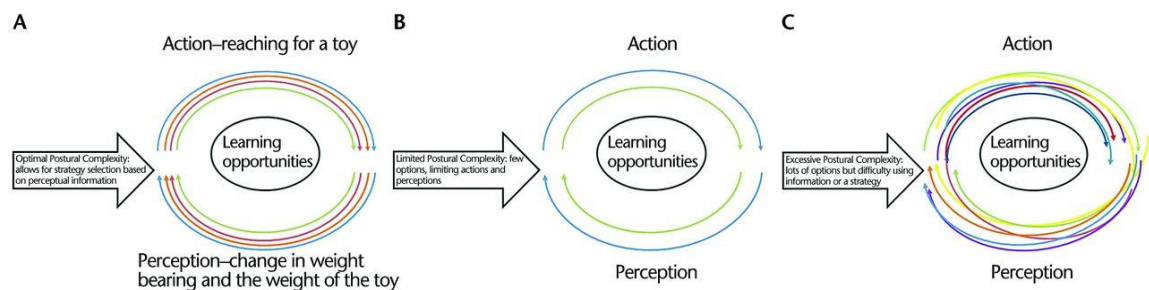 A
Action–reaching for a toy
Optimal Postural Complexity:
allows for strategy selection based
on perceptual information
Learning
opportunities
Perception–change in weight
bearing and the weight of the toy
B
Action
Limited Postural Complexity: few
options, limiting actions and
perceptions
Learning
opportunities
Perception
C
Action
Excessive Postural Complexity:
lots of options but difficulty using
information or a strategy
Learning
opportunities
Perception